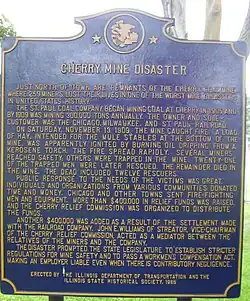 CHERRY MINE DISASTER
JUST NORTH OF TOWN ARE REMNANTS OF THE CHERRY COAL MINE,
WHERE 259 MINERS LOST THEIR LIVES IN ONE OF THE WORST MINE DISASTERS
IN UNITED STATES HISTORY.
THE ST. PAUL COAL COMPANY BEGAN MINING COAL AT CHERRY IN 1905 AND
BY 1909 WAS MINING 300,000 TONS ANNUALLY. THE OWNER AND SOLE
CUSTOMER WAS THE CHICAGO, MILWAUKEE, AND ST. PAUL RAILROAD.
ON SATURDAY, NOVEMBER 13, 1909, THE MINE CAUGHT FIRE. A LOAD
OF HAY, INTENDED FOR THE MULE STABLES AT THE BOTTOM OF THE
MINE, WAS APPARENTLY IGNITED BY BURNING OIL DRIPPING FROM A
KEROSENE TORCH. THE FIRE SPREAD RAPIDLY. SEVERAL MINERS
REACHED SAFETY, OTHERS WERE TRAPPED IN THE MINE. TWENTY-ONE
OF THE TRAPPED MEN WERE LATER RESCUED. THE REMAINDER DIED IN
THE MINE. THE DEAD INCLUDED TWELVE RESCUERS.
PUBLIC RESPONSE TO THE NEEDS OF THE VICTIMS WAS GREAT.
INDIVIDUALS AND ORGANIZATIONS FROM VARIOUS COMMUNITIES DONATED
TIME AND MONEY. CHICAGO AND OTHER TOWNS SENT FIRE-FIGHTING
MEN AND EQUIPMENT. MORE THAN $400,000 IN RELIEF FUNDS WAS RAISED,
AND THE CHERRY RELIEF COMMISSION WAS ORGANIZED TO DISTRIBUTE
THE FUNDS.
ANOTHER $400,000 WAS ADDED AS A RESULT OF THE SETTLEMENT MADE
WITH THE RAILROAD COMPANY. JOHN E. WILLIAMS OF STREATOR, VICE-CHAIRMAN
OF THE CHERRY RELIEF COMMISSION, ACTED AS A MEDIATOR BETWEEN THE
RELATIVES OF THE MINERS AND THE COMPANY.
THE DISASTER PROMPTED THE STATE LEGISLATURE TO ESTABLISH STRICTER
REGULATIONS FOR MINE SAFETY AND TO PASS A WORKMENS COMPENSATION ACT,
MAKING AN EMPLOYER LIABLE EVEN WHEN THERE IS CONTRIBUTORY NEGLIGENCE.
ERECTED BY THE ILLINOIS DEPARTMENT OF TRANSPORTATION AND THE
ILLINOIS STATE HISTORICAL SOCIETY, 1986